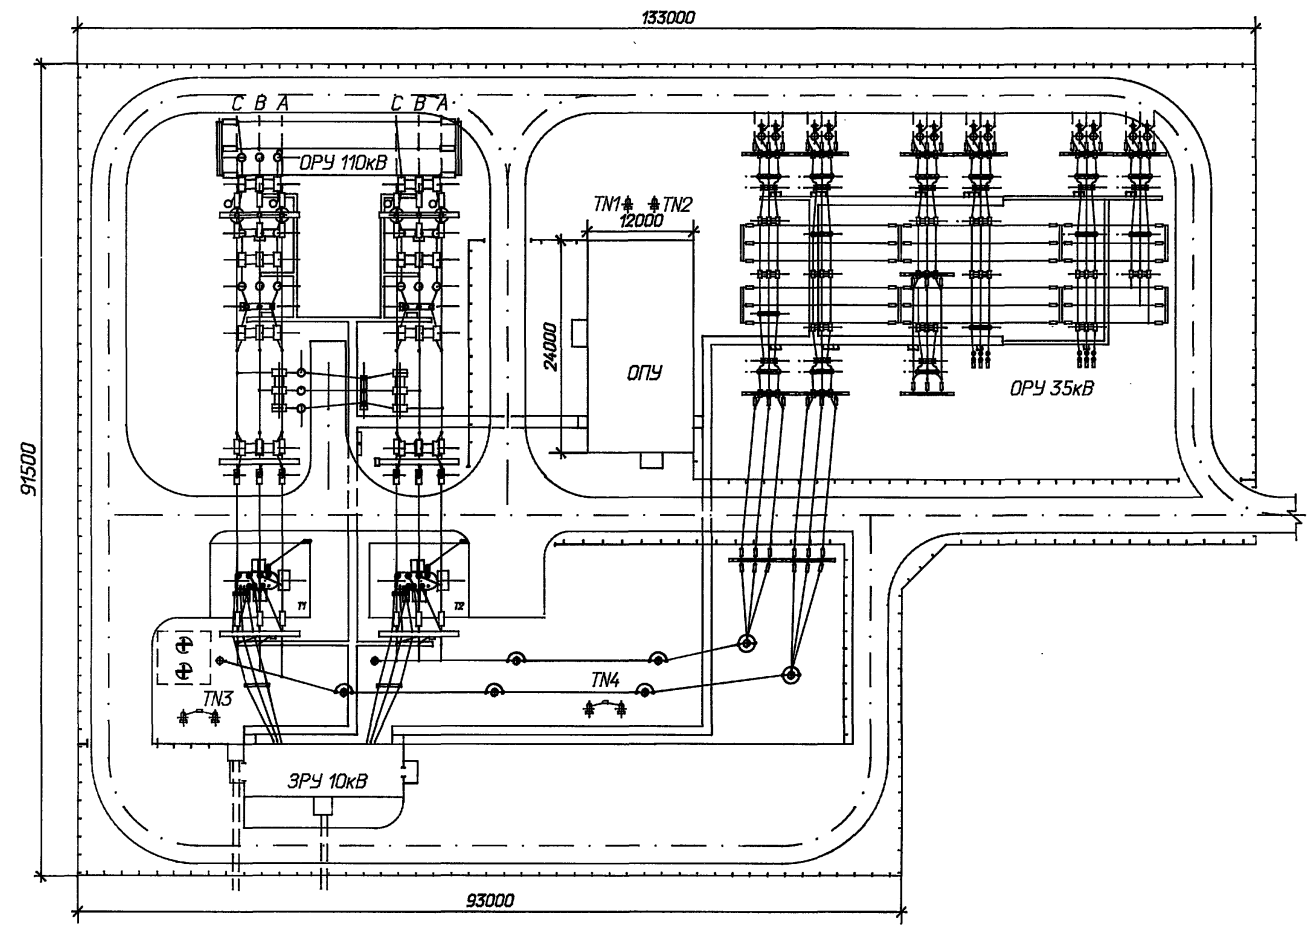 133000
C B A
C B A
ОРУ 110кВ
TN1 TN2
12000
24000
ОПУ
ОРУ 35кВ
91500
T1
T2
TN3
TN4
ЗРУ 10кВ
93000